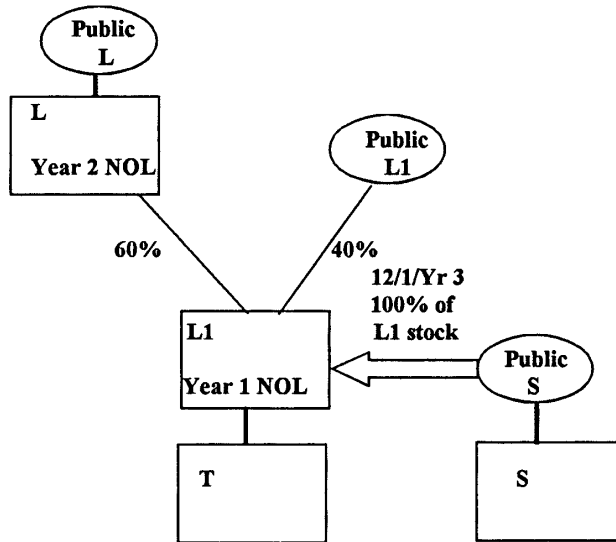 Public
L
L
Year 2 NOL
Public
L1
60%
40%
12/1/Yr 3
100% of
L1 stock
L1
Year 1 NOL
Public
S
T
S